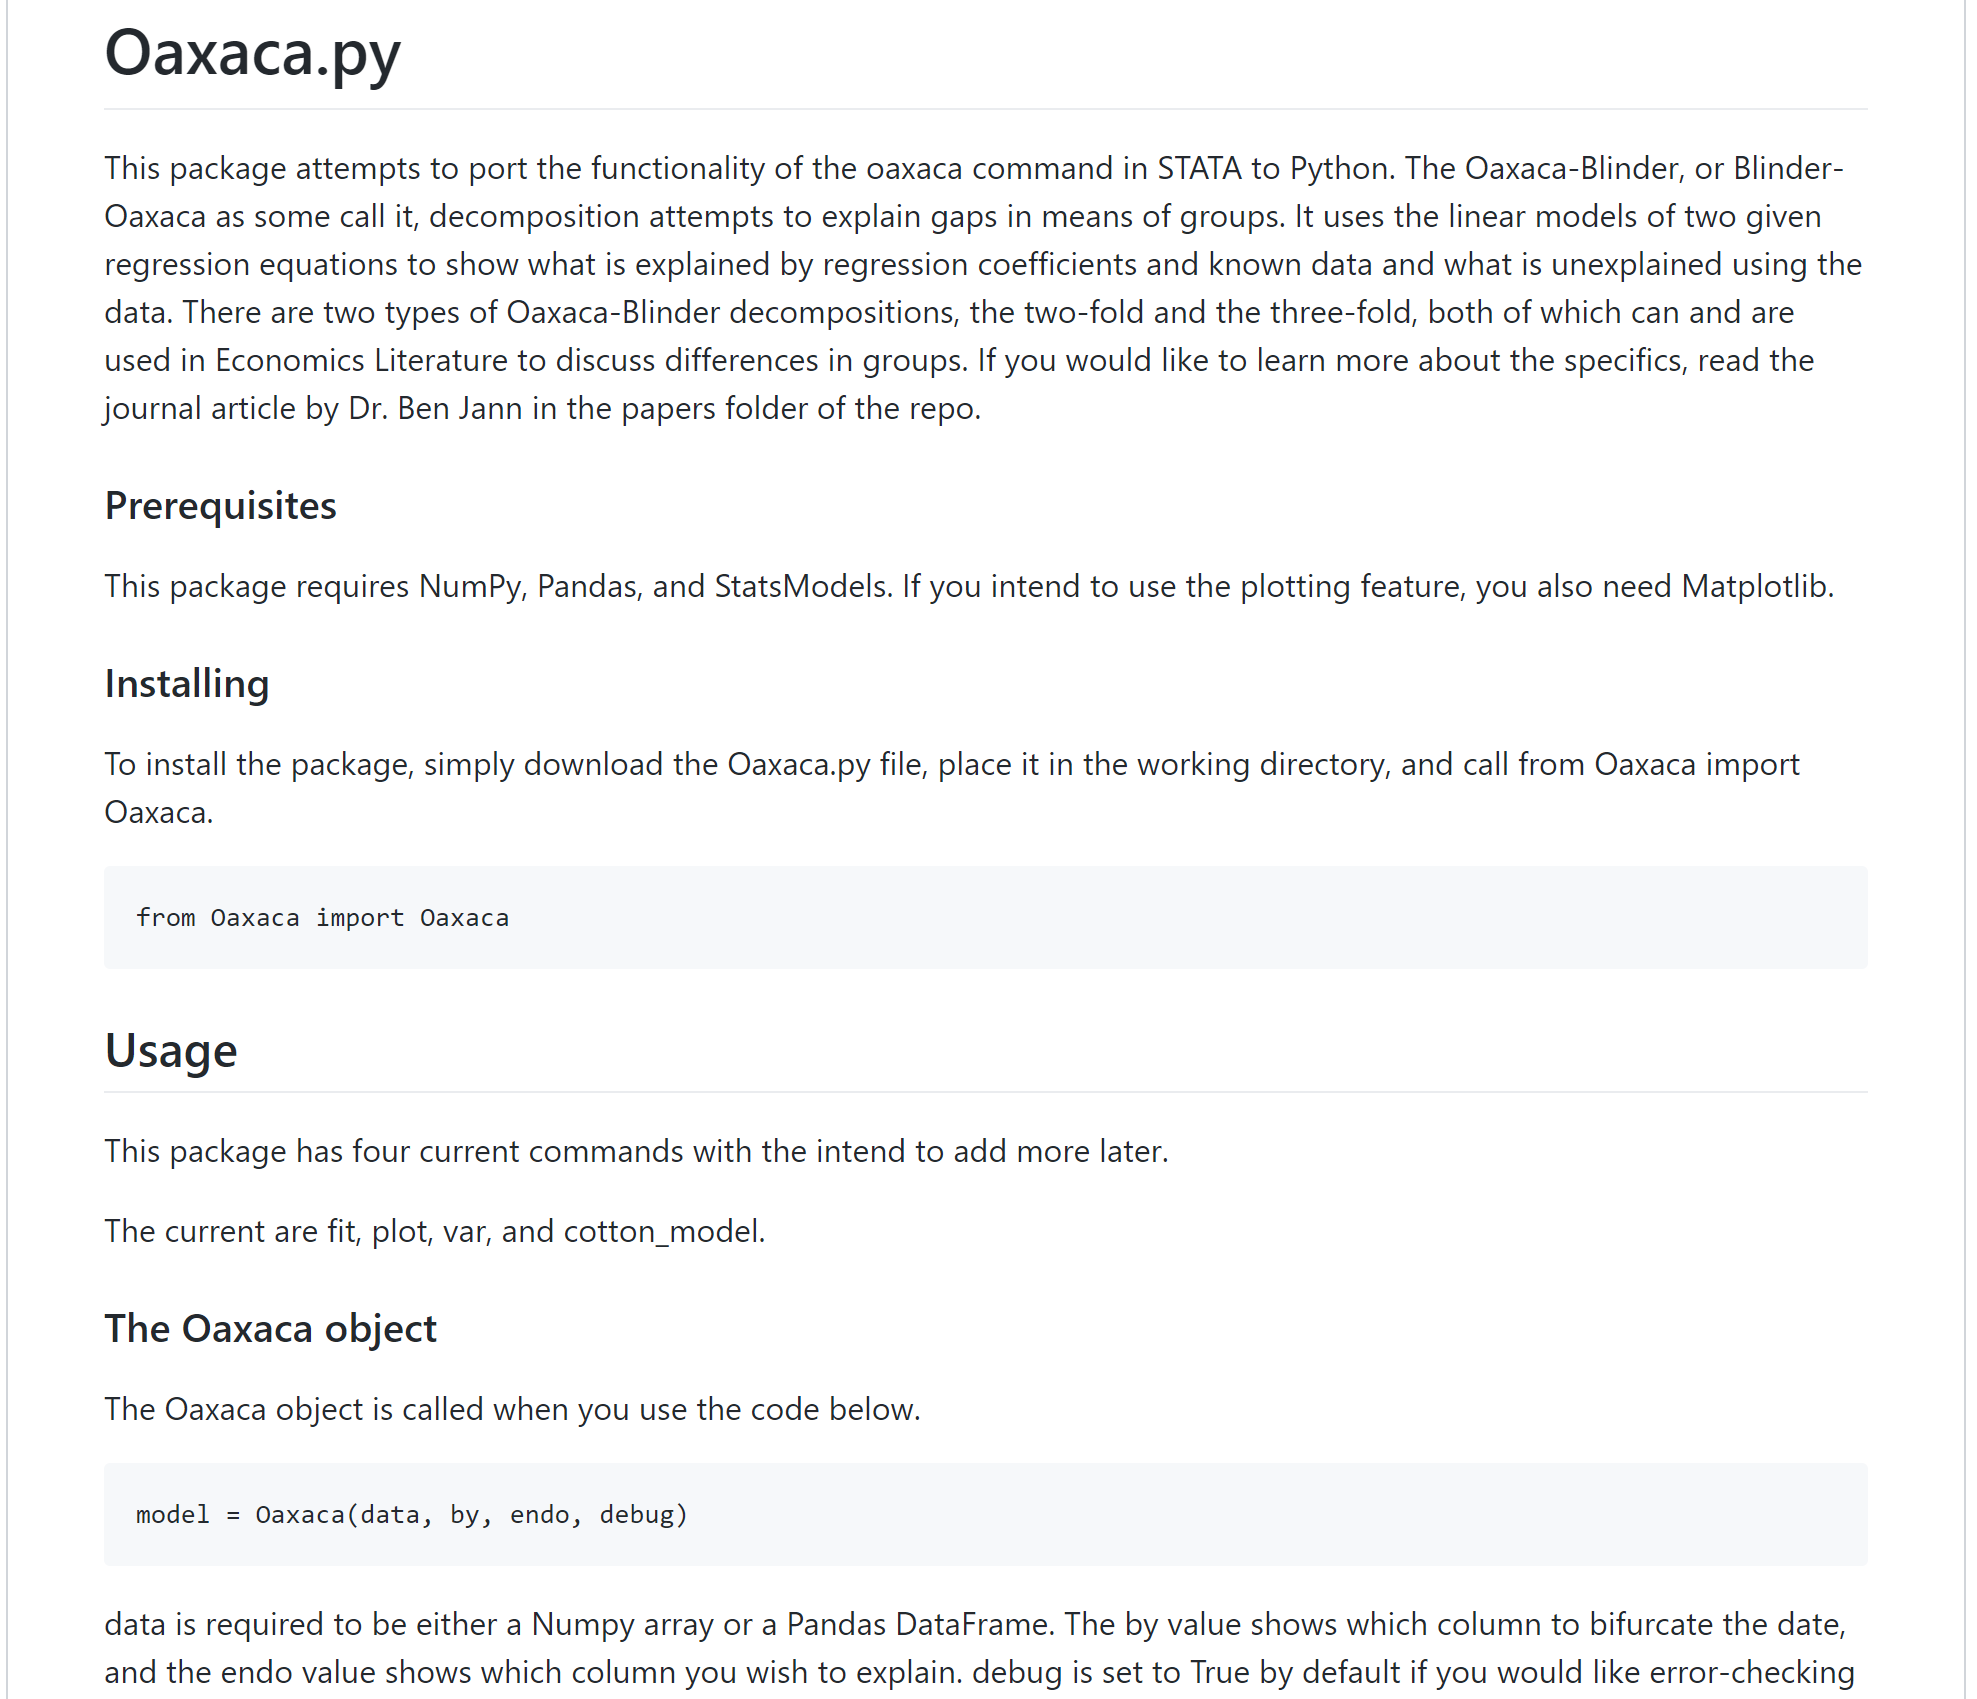 Oaxaca.py
This package attempts to port the functionality of the oaxaca command in STATA to Python. The Oaxaca-Blinder, or Blinder-
Oaxaca as some call it, decomposition attempts to explain gaps in means of groups. It uses the linear models of two given
regression equations to show what is explained by regression coefficients and known data and what is unexplained using the
data. There are two types of Oaxaca-Blinder decompositions, the two-fold and the three-fold, both of which can and are
used in Economics Literature to discuss differences in groups. If you would like to learn more about the specifics, read the
journal article by Dr. Ben Jann in the papers folder of the repo.
Prerequisites
This package requires NumPy, Pandas, and StatsModels. If you intend to use the plotting feature, you also need Matplotlib.
Installing
To install the package, simply download the Oaxaca.py file, place it in the working directory, and call from Oaxaca import
Oaxaca.
from Oaxaca import Oaxaca
Usage
This package has four current commands with the intend to add more later.
The current are fit, plot, var, and cotton_model.
The Oaxaca object
The Oaxaca object is called when you use the code below.
model = Oaxaca(data, by, endo, debug)
data is required to be either a Numpy array or a Pandas DataFrame. The by value shows which column to bifurcate the date,
and the endo value shows which column you wish to explain. debug is set to True by default if you would like error-checking